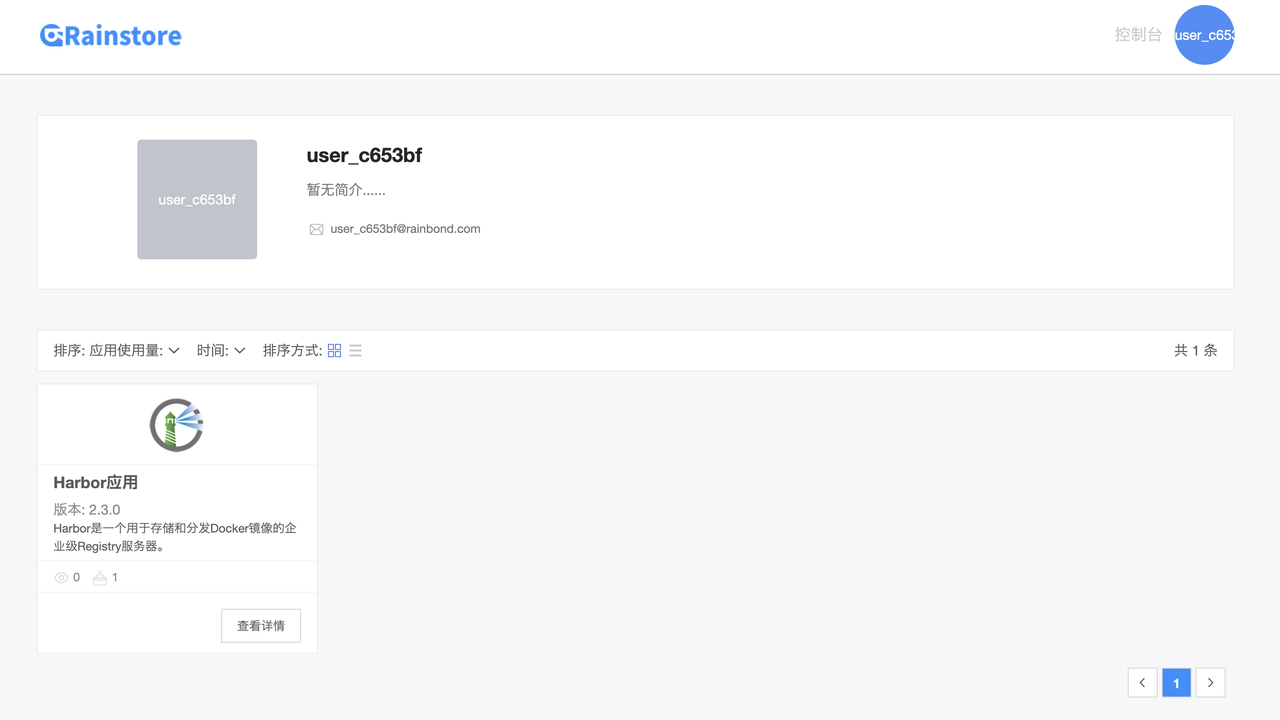 Rainstore
控制台
user_c653
user_c653bf
user_c653bf
暂无简介......
user_c653bf@rainbond.com
排序: 应用使用量: 时间: 排序方式: 共 1 条
Harbor应用
版本: 2.3.0
Harbor是一个用于存储和分发Docker镜像的企
业级Registry服务器。
0 1
查看详情
1